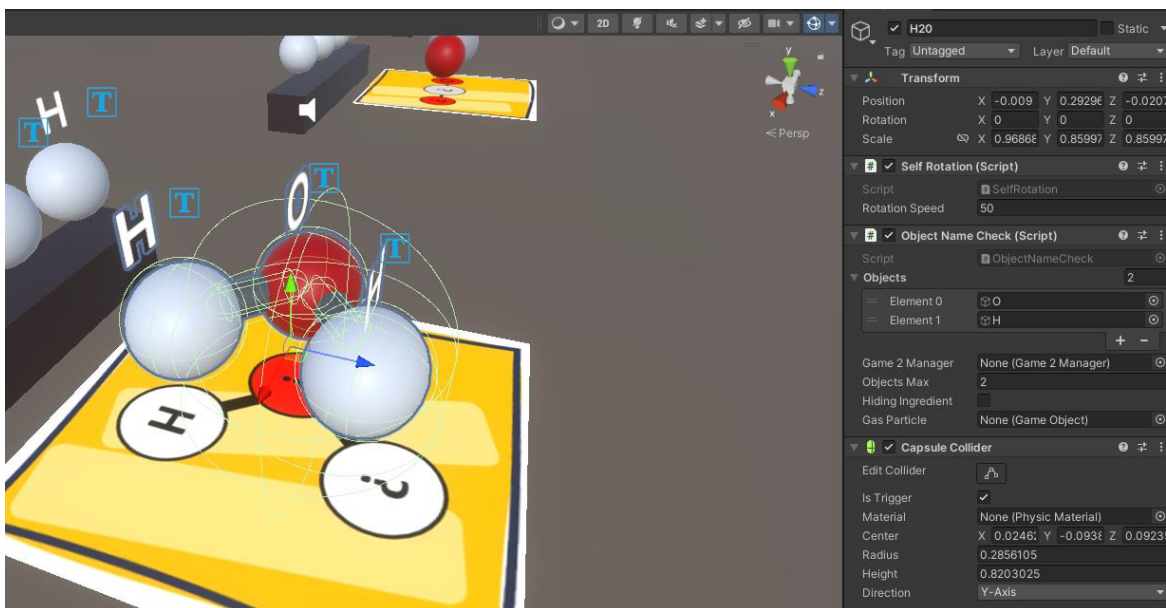 2D
H20
Static
Tag Untagged
Layer Default
Transform
Position X -0.009 Y 0.29296 Z -0.0207
Rotation X 0 Y 0 Z 0
Scale X 0.96868 Y 0.85997 Z 0.85997
Self Rotation (Script)
Script SelfRotation
Rotation Speed 50
Object Name Check (Script)
Script ObjectNameCheck
Objects 2
Element 0 O
Element 1 H
+ -
Game 2 Manager None (Game 2 Manager)
Objects Max 2
Hiding Ingredient
Gas Particle None (Game Object)
Capsule Collider
Edit Collider
Is Trigger
Material None (Physic Material)
Center X 0.02462 Y -0.0938 Z 0.09235
Radius 0.2856105
Height 0.8203025
Direction Y-Axis
y
z
x
Persp
H T
T
H T
O T
T
H
?